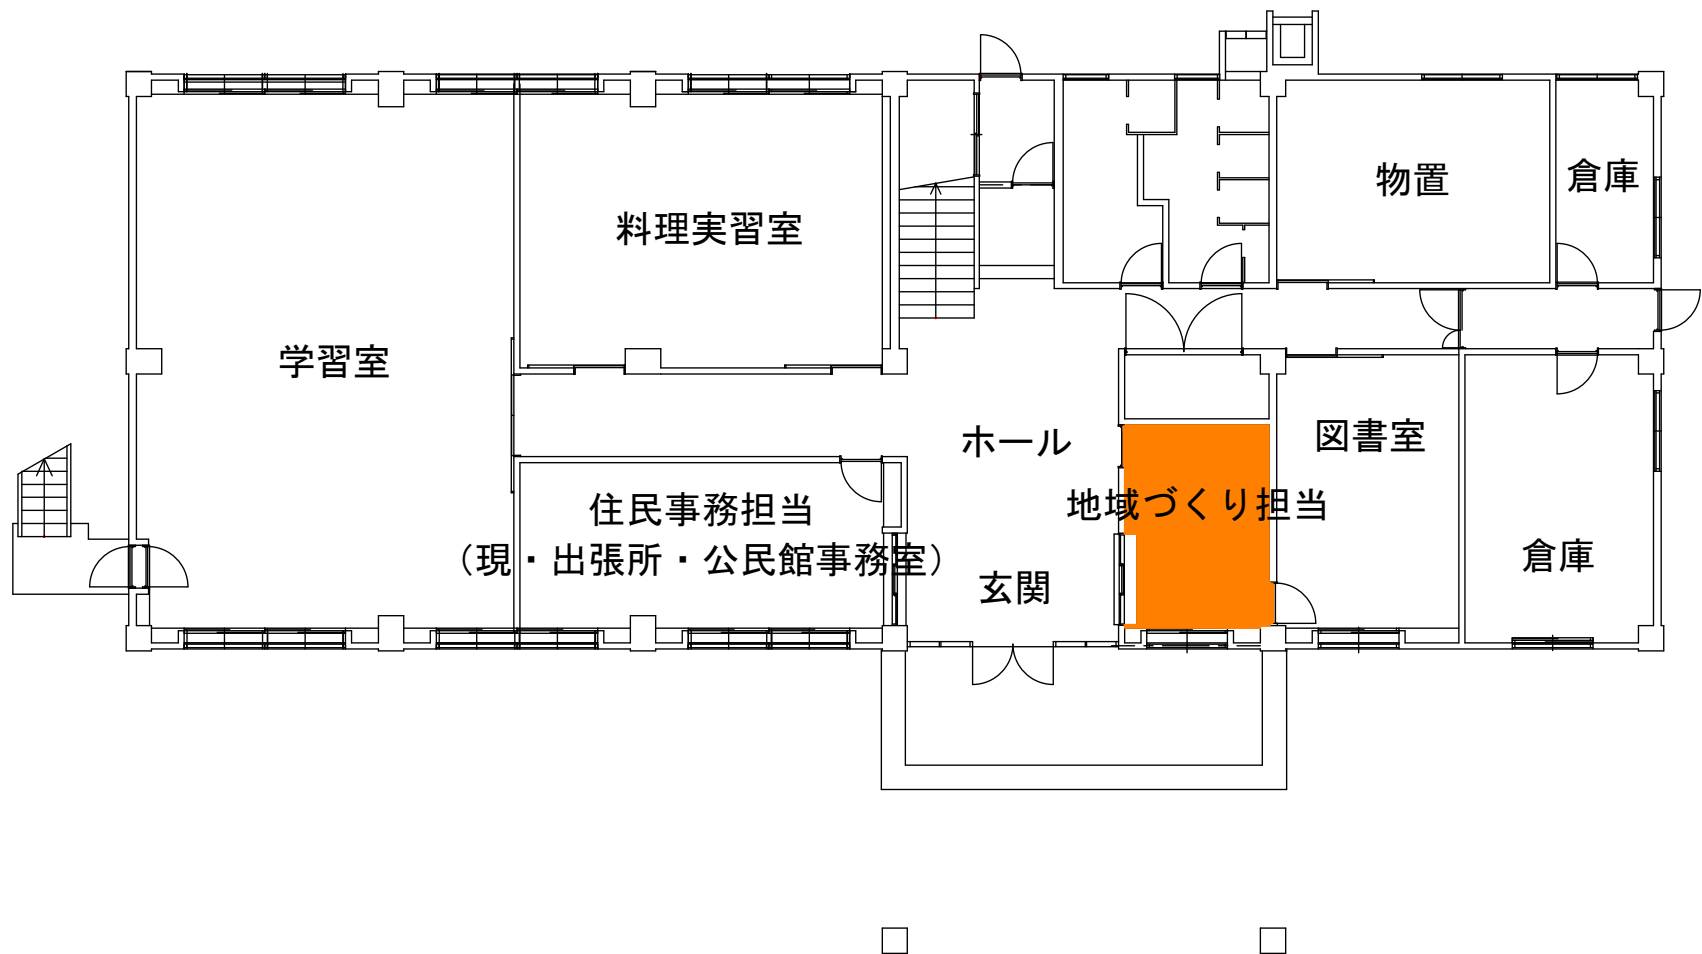 物置
倉庫
料理実習室
学習室
ホール
図書室
地域づくり担当
住民事務担当
（現・出張所・公民館事務室）
倉庫
玄関